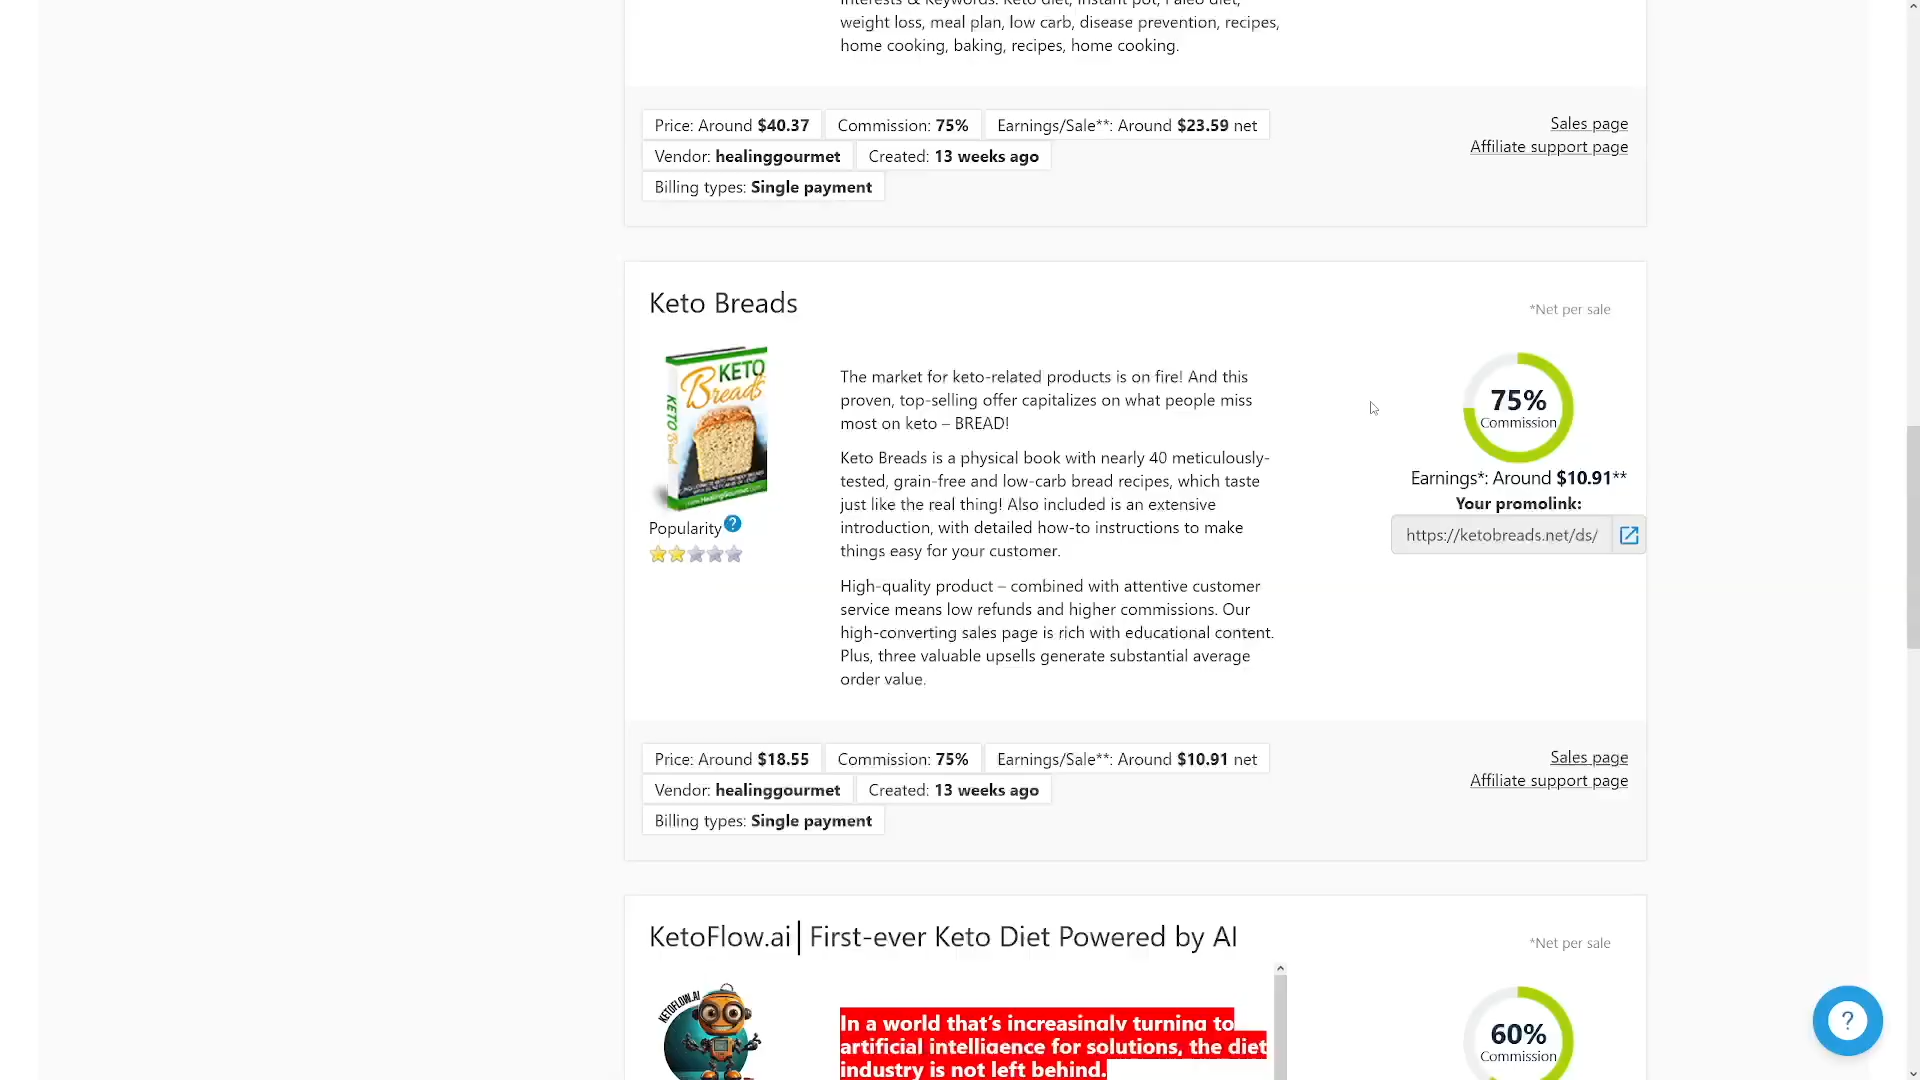 weight loss, meal plan, low carb, disease prevention, recipes,
home cooking, baking, recipes, home cooking.
Price: Around $40.37 Commission: 75% Earnings/Sale**: Around $23.59 net
Vendor: healinggourmet Created: 13 weeks ago
Billing types: Single payment
Sales page
Affiliate support page
Keto Breads
*Net per sale
KETO
Breads
KETO
Popularity ?
The market for keto-related products is on fire! And this
proven, top-selling offer capitalizes on what people miss
most on keto – BREAD!
Keto Breads is a physical book with nearly 40 meticulously-
tested, grain-free and low-carb bread recipes, which taste
just like the real thing! Also included is an extensive
introduction, with detailed how-to instructions to make
things easy for your customer.
High-quality product – combined with attentive customer
service means low refunds and higher commissions. Our
high-converting sales page is rich with educational content.
Plus, three valuable upsells generate substantial average
order value.
75%
Commission
Earnings*: Around $10.91**
Your promolink:
https://ketobreads.net/ds/
Price: Around $18.55 Commission: 75% Earnings/Sale**: Around $10.91 net
Vendor: healinggourmet Created: 13 weeks ago
Billing types: Single payment
Sales page
Affiliate support page
KetoFlow.ai| First-ever Keto Diet Powered by AI
*Net per sale
KETOFLOW.AI
In a world that's increasingly turning to
artificial intelligence for solutions, the diet
industry is not left behind.
60%
Commission
?